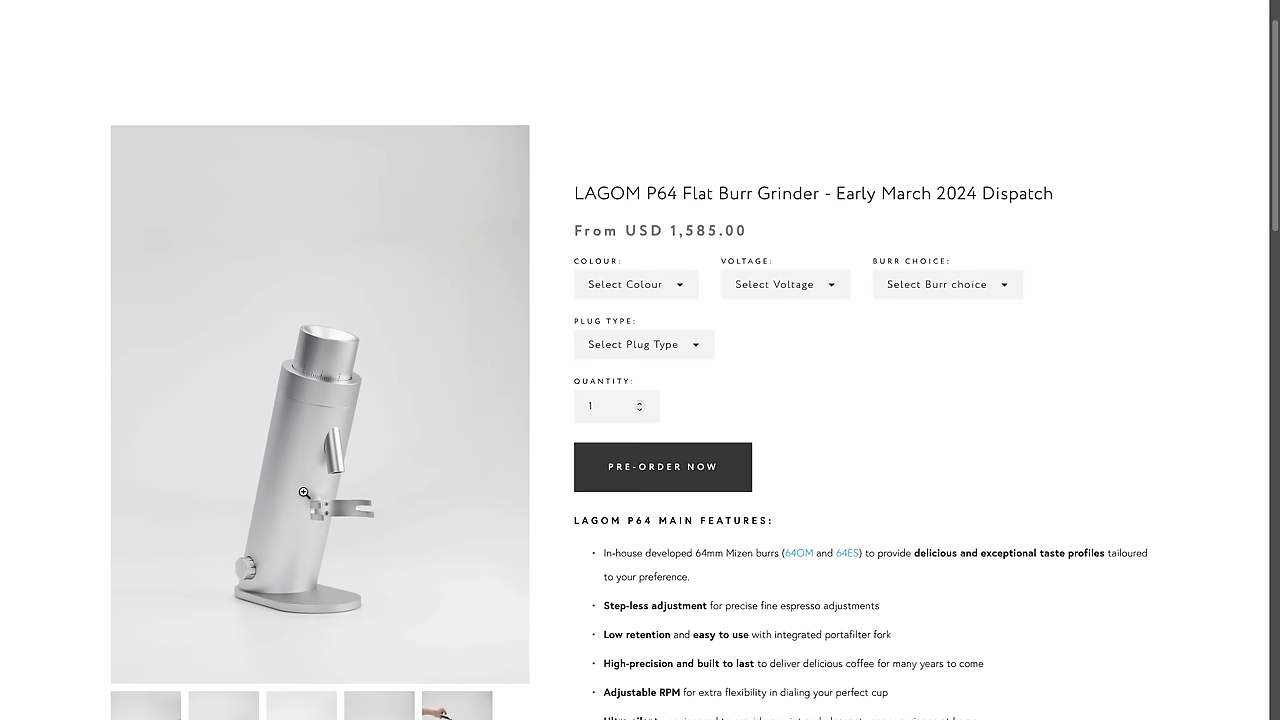 LAGOM P64 Flat Burr Grinder - Early March 2024 Dispatch
From USD 1,585.00
COLOUR: VOLTAGE: BURR CHOICE:
Select Colour Select Voltage Select Burr choice
PLUG TYPE:
Select Plug Type
QUANTITY:
1
PRE-ORDER NOW
LAGOM P64 MAIN FEATURES:
• In-house developed 64mm Mizen burrs (64OM and 64ES) to provide delicious and exceptional taste profiles tailoured
to your preference.
• Step-less adjustment for precise fine espresso adjustments
• Low retention and easy to use with integrated portafilter fork
• High-precision and built to last to deliver delicious coffee for many years to come
• Adjustable RPM for extra flexibility in dialing your perfect cup